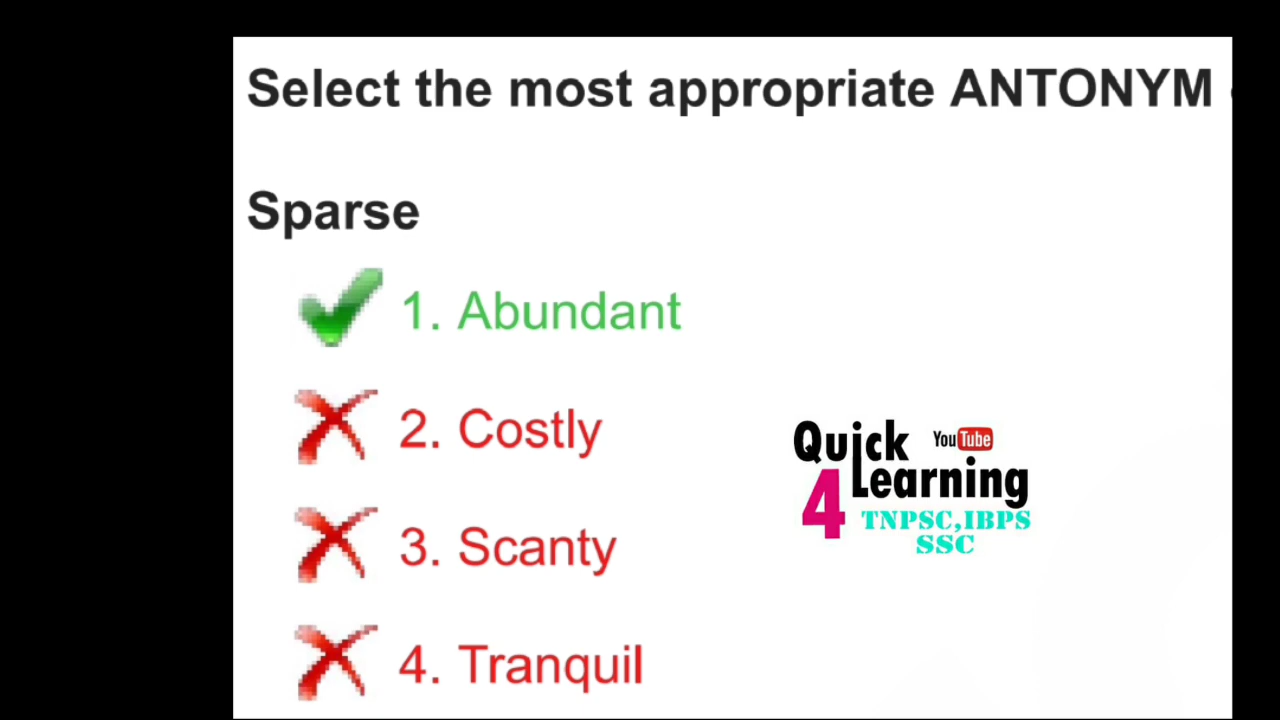 Select the most appropriate ANTONYM
Sparse
1. Abundant
2. Costly
3. Scanty
4. Tranquil
Quick YouTube
4 Learning
TNPSC,IBPS
SSC